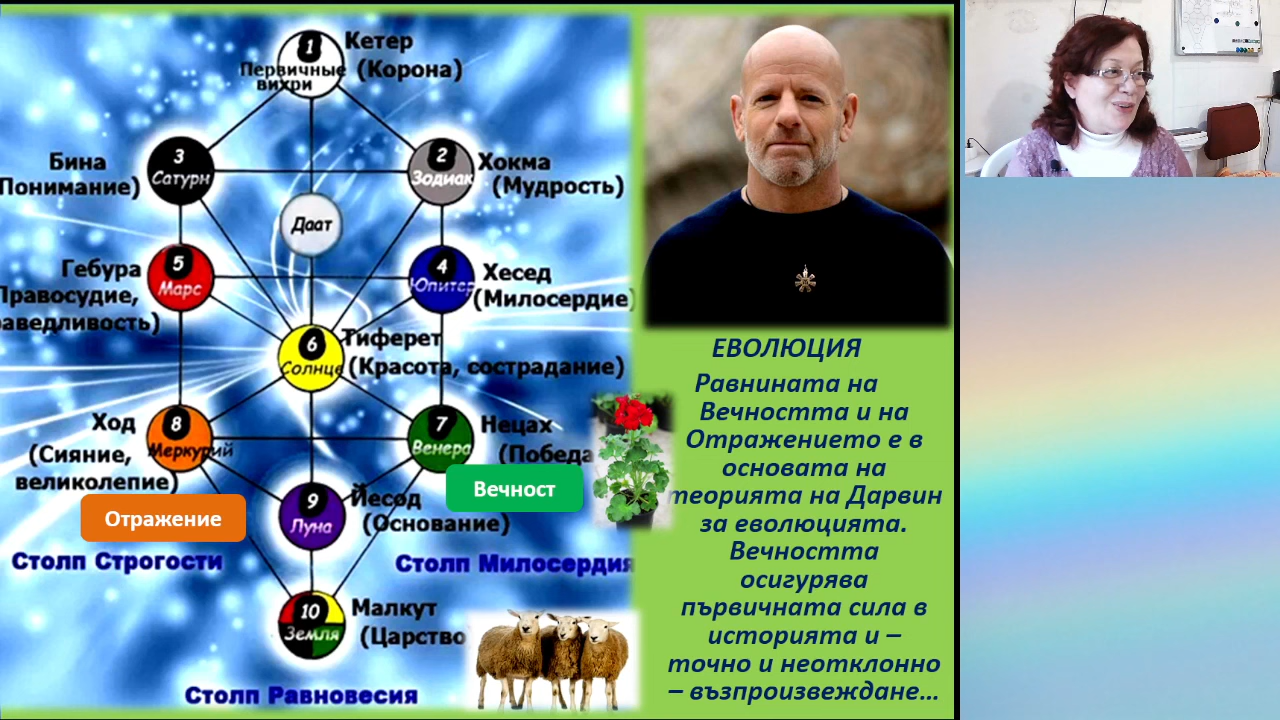 1
Первичные
вихри
Кетер
(Корона)
Бина
Понимание)
3
Сатурн
2
Зодиак
Хокма
(Мудрость)
Даат
Гебура
Правосудие,
раведливость)
5
Марс
4
Юпитер
Хесед
(Милосердие)
6
Солнце
Тиферет
(Красота, сострадание)
Ход
(Сияние,
великолепие)
8
Меркурий
7
Венера
Нецах
(Победа
Отражение
Вечност
9
Луна
Йесод
(Основание)
Столп Строгости
Столп Милосердия
10
Земля
Малкут
(Царство
Столп Равновесия
ЕВОЛЮЦИЯ
Равнината на
Вечността и на
Отражението е в
основата на
теорията на Дарвин
за еволюцията.
Вечността
осигурява
първичната сила в
историята и –
точно и неотклонно
– възпроизвеждане...